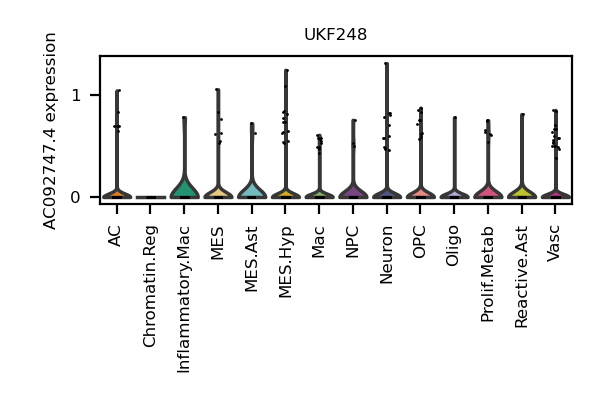 UKF248
AC092747.4 expression
1
0
AC
Chromatin.Reg
Inflammatory.Mac
MES
MES.Ast
MES.Hyp
Mac
NPC
Neuron
OPC
Oligo
Prolif.Metab
Reactive.Ast
Vasc